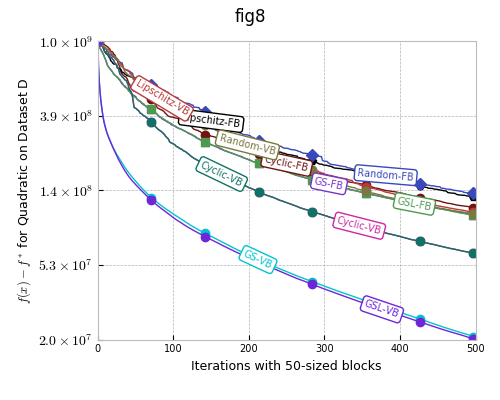 fig8
f(x) − f* for Quadratic on Dataset D
1.0 × 10⁹
3.9 × 10⁸
1.4 × 10⁸
5.3 × 10⁷
2.0 × 10⁷
Lipschitz-VB
Lipschitz-FB
Random-VB
Cyclic-FB
Cyclic-VB
GS-FB
Random-FB
GSL-FB
Cyclic-VB
GS-VB
GSL-VB
0 100 200 300 400 500
Iterations with 50-sized blocks